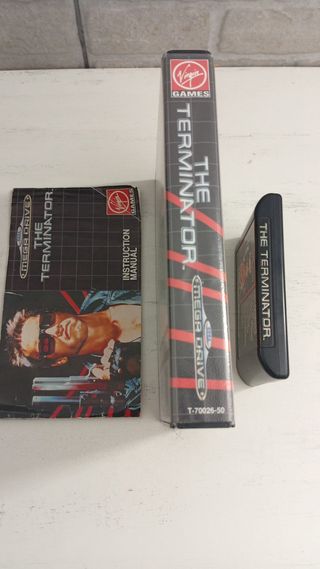 Virgin
GAMES
THE
TERMINATOR
MEGA DRIVE
INSTRUCTION
MANUAL
Virgin
GAMES
THE
TERMINATOR
MEGA DRIVE
T-70026-50
THE TERMINATOR